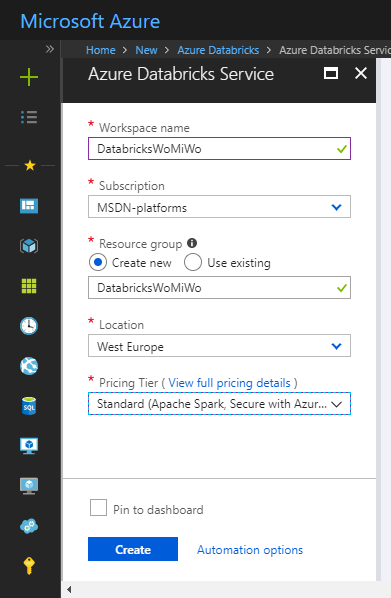 Microsoft Azure
Home > New > Azure Databricks > Azure Databricks Servic
Azure Databricks Service
* Workspace name
DatabricksWoMiWo
* Subscription
MSDN-platforms
* Resource group
Create new Use existing
DatabricksWoMiWo
* Location
West Europe
* Pricing Tier ( View full pricing details )
Standard (Apache Spark, Secure with Azur...
Pin to dashboard
Create Automation options
SQL